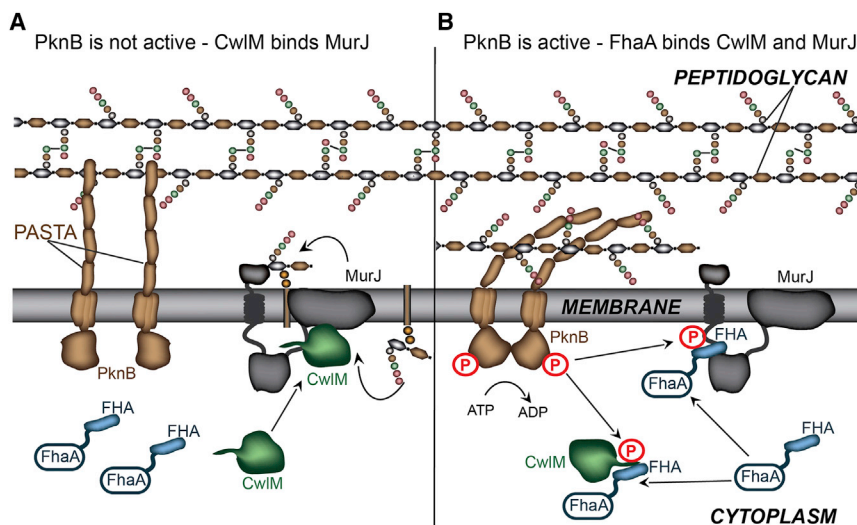 A
PknB is not active - CwlM binds MurJ
PASTA
MurJ
PknB
CwlM
FHA
FhaA
FHA
FhaA
CwlM
B
PknB is active - FhaA binds CwlM and MurJ
PEPTIDOGLYCAN
MurJ
MEMBRANE
PknB
P
P
P
FHA
FhaA
ATP
ADP
P
CwlM
FHA
FhaA
FHA
FhaA
CYTOPLASM